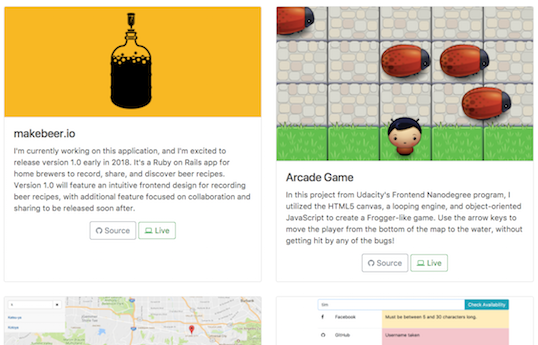 makebeer.io
I'm currently working on this application, and I'm excited to
release version 1.0 early in 2018. It's a Ruby on Rails app for
home brewers to record, share, and discover beer recipes.
Version 1.0 will feature an intuitive frontend design for recording
beer recipes, with additional feature focused on collaboration and
sharing to be released soon after.
Source
Live
Arcade Game
In this project from Udacity's Frontend Nanodegree program, I
utilized the HTML5 canvas, a looping engine, and object-oriented
JavaScript to create a Frogger-like game. Use the arrow keys to
move the player from the bottom of the map to the water, without
getting hit by any of the bugs!
Source
Live
Check Availability
Facebook
Must be between 5 and 50 characters long.
GitHub
Username taken